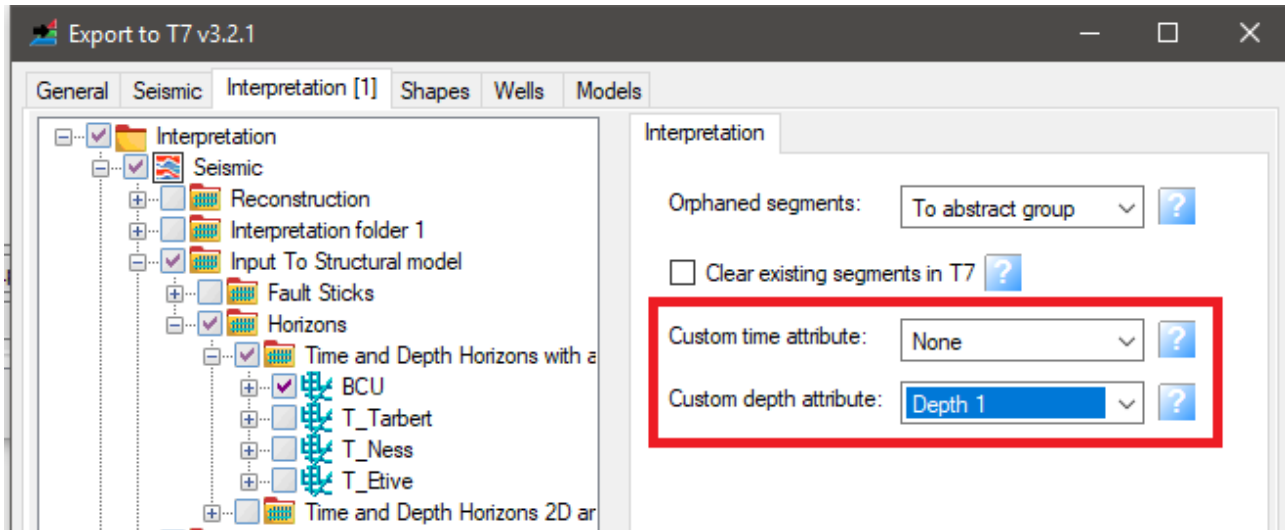 Export to T7 v3.2.1
General Seismic Interpretation [1] Shapes Wells Models
Interpretation
Seismic
Reconstruction
Interpretation folder 1
Input To Structural model
Fault Sticks
Horizons
Time and Depth Horizons with a
BCU
T_Tarbert
T_Ness
T_Etive
Time and Depth Horizons 2D ar
Interpretation
Orphaned segments: To abstract group ?
Clear existing segments in T7 ?
Custom time attribute: None ?
Custom depth attribute: Depth 1 ?